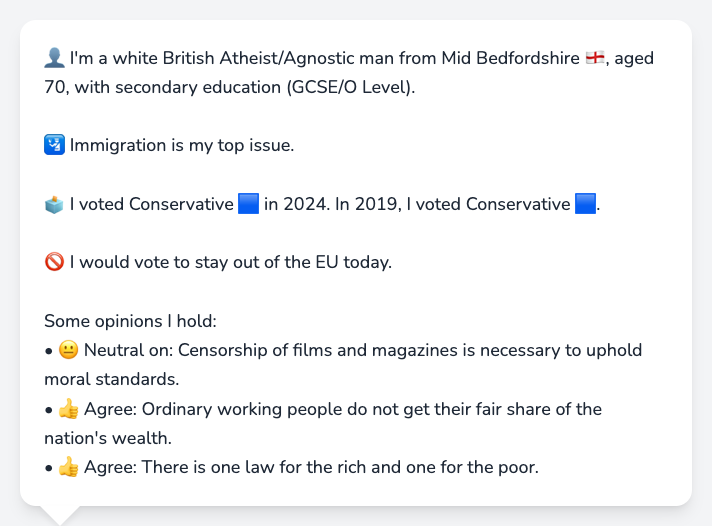 👤 I'm a white British Atheist/Agnostic man from Mid Bedfordshire 🏴󠁧󠁢󠁥󠁮󠁧󠁿, aged
70, with secondary education (GCSE/O Level).
🛂 Immigration is my top issue.
🗳️ I voted Conservative 🟦 in 2024. In 2019, I voted Conservative 🟦.
🚫 I would vote to stay out of the EU today.
Some opinions I hold:
• 😐 Neutral on: Censorship of films and magazines is necessary to uphold
moral standards.
• 👍 Agree: Ordinary working people do not get their fair share of the
nation's wealth.
• 👍 Agree: There is one law for the rich and one for the poor.